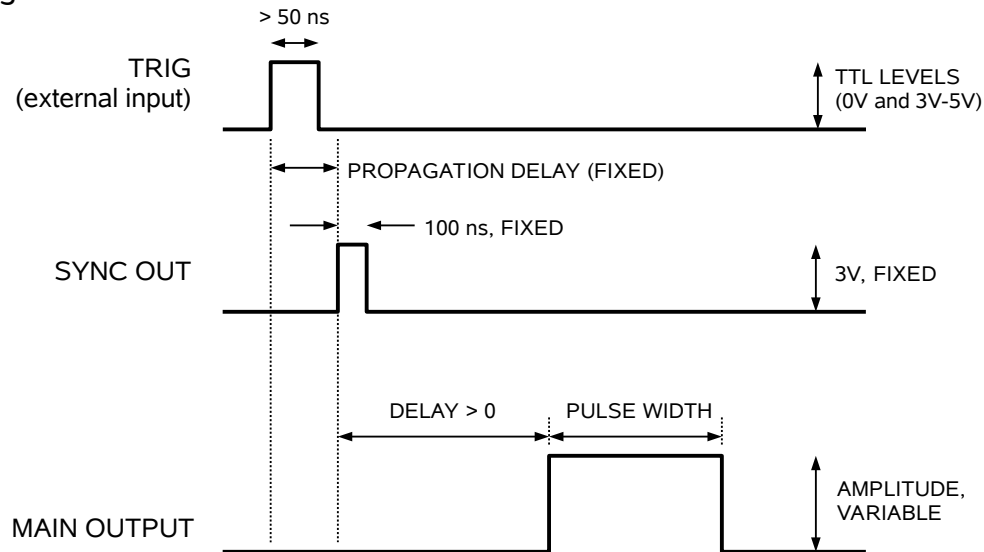 > 50 ns
TRIG
(external input)
TTL LEVELS
(0V and 3V-5V)
PROPAGATION DELAY (FIXED)
100 ns, FIXED
SYNC OUT
3V, FIXED
DELAY > 0
PULSE WIDTH
AMPLITUDE,
VARIABLE
MAIN OUTPUT